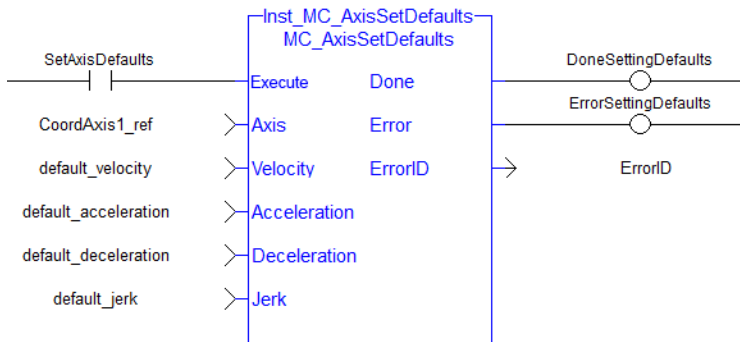 Inst_MC_AxisSetDefaults
MC_AxisSetDefaults
SetAxisDefaults Execute Done DoneSettingDefaults
CoordAxis1_ref Axis Error ErrorSettingDefaults
default_velocity Velocity ErrorID ErrorID
default_acceleration Acceleration
default_deceleration Deceleration
default_jerk Jerk